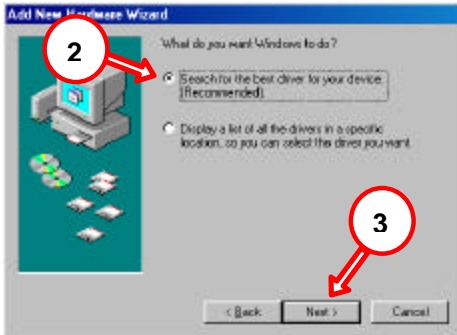 Add New Hardware Wizard
2
What do you want Windows to do?
Search for the best driver for your device.
(Recommended).
Display a list of all the drivers in a specific
location, so you can select the driver you want.
3
< Back
Next >
Cancel